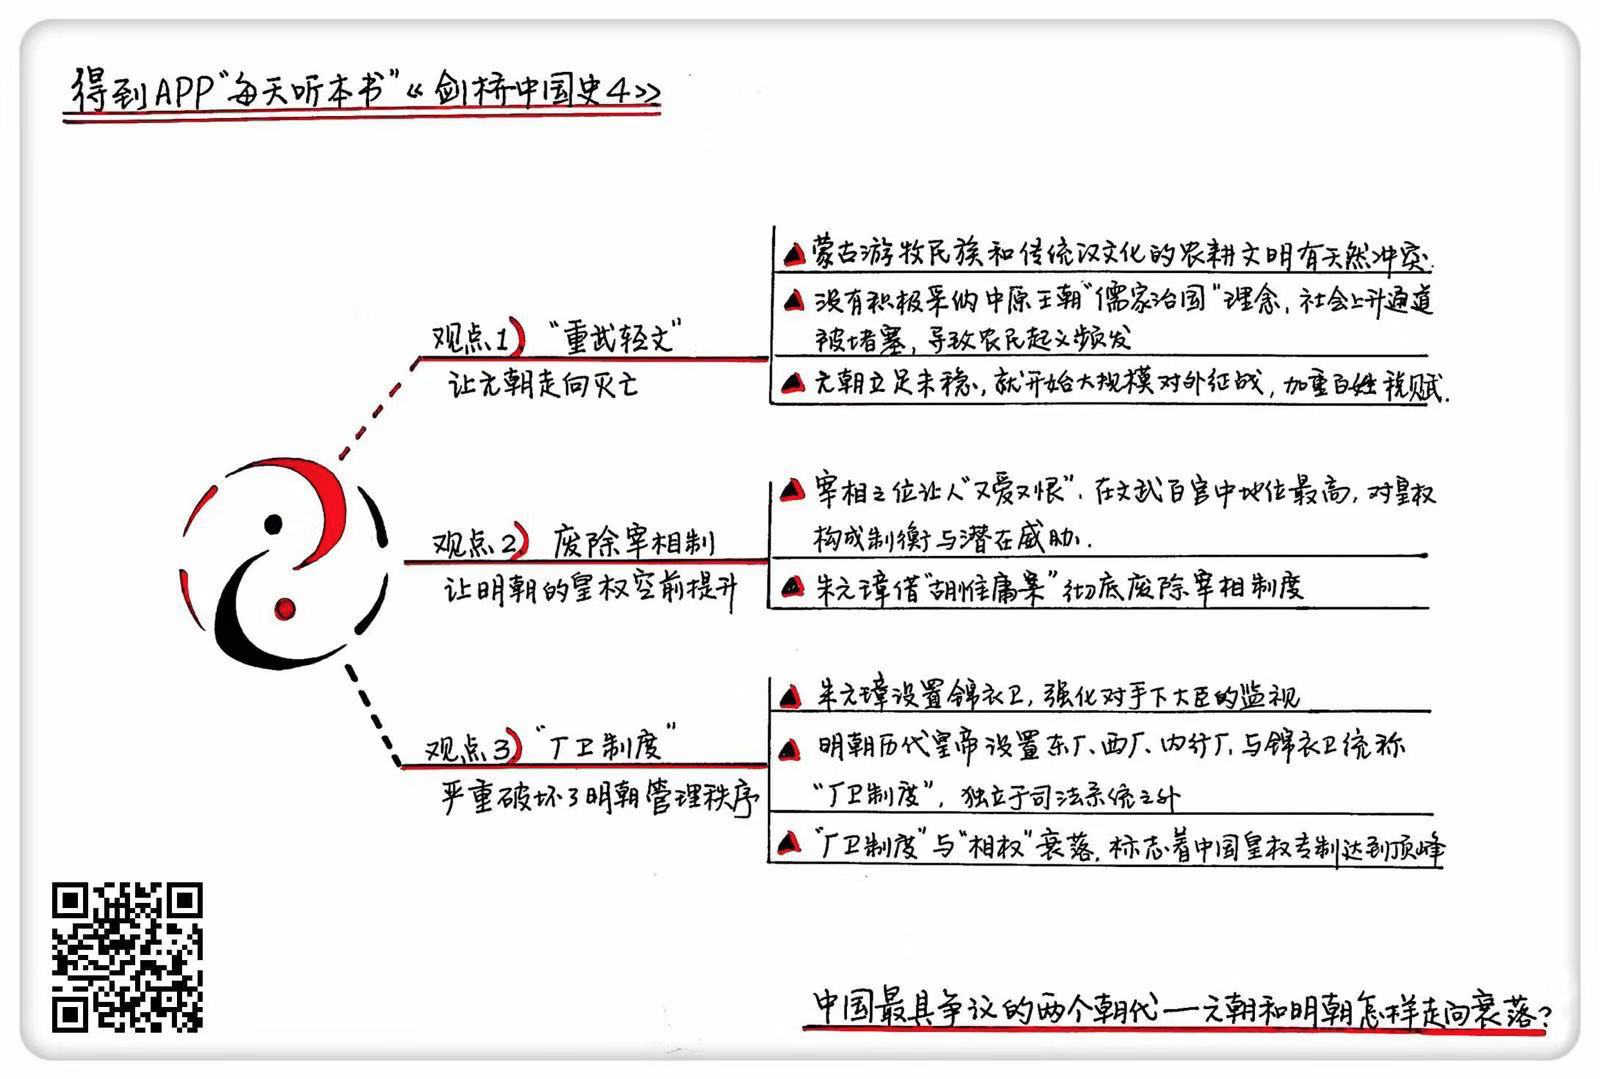 得到APP“每天听本书”《剑桥中国史4》
观点1) “重武轻文”
让元朝走向灭亡
▲蒙古游牧民族和传统汉文化的农耕文明有天然冲突.
▲没有积极采纳中原王朝“儒家治国”理念,社会上升通道
被堵塞,导致农民起义频发
▲元朝立足未稳,就开始大规模对外征战,加重百姓税赋.
观点2) 废除宰相制
让明朝的皇权空前提升
▲宰相之位让人“又爱又恨”.在文武百官中地位最高,对皇权
构成制衡与潜在威胁.
▲朱元璋借“胡惟庸案”彻底废除宰相制度
观点3) “厂卫制度”
严重破坏了明朝管理秩序
▲朱元璋设置锦衣卫,强化对手下大臣的监视
▲明朝历代皇帝设置东厂、西厂、内行厂、与锦衣卫统称
“厂卫制度”,独立于司法系统之外
▲“厂卫制度”与“相权”衰落,标志着中国皇权专制达到顶峰
中国最具争议的两个朝代—元朝和明朝怎样走向衰落?